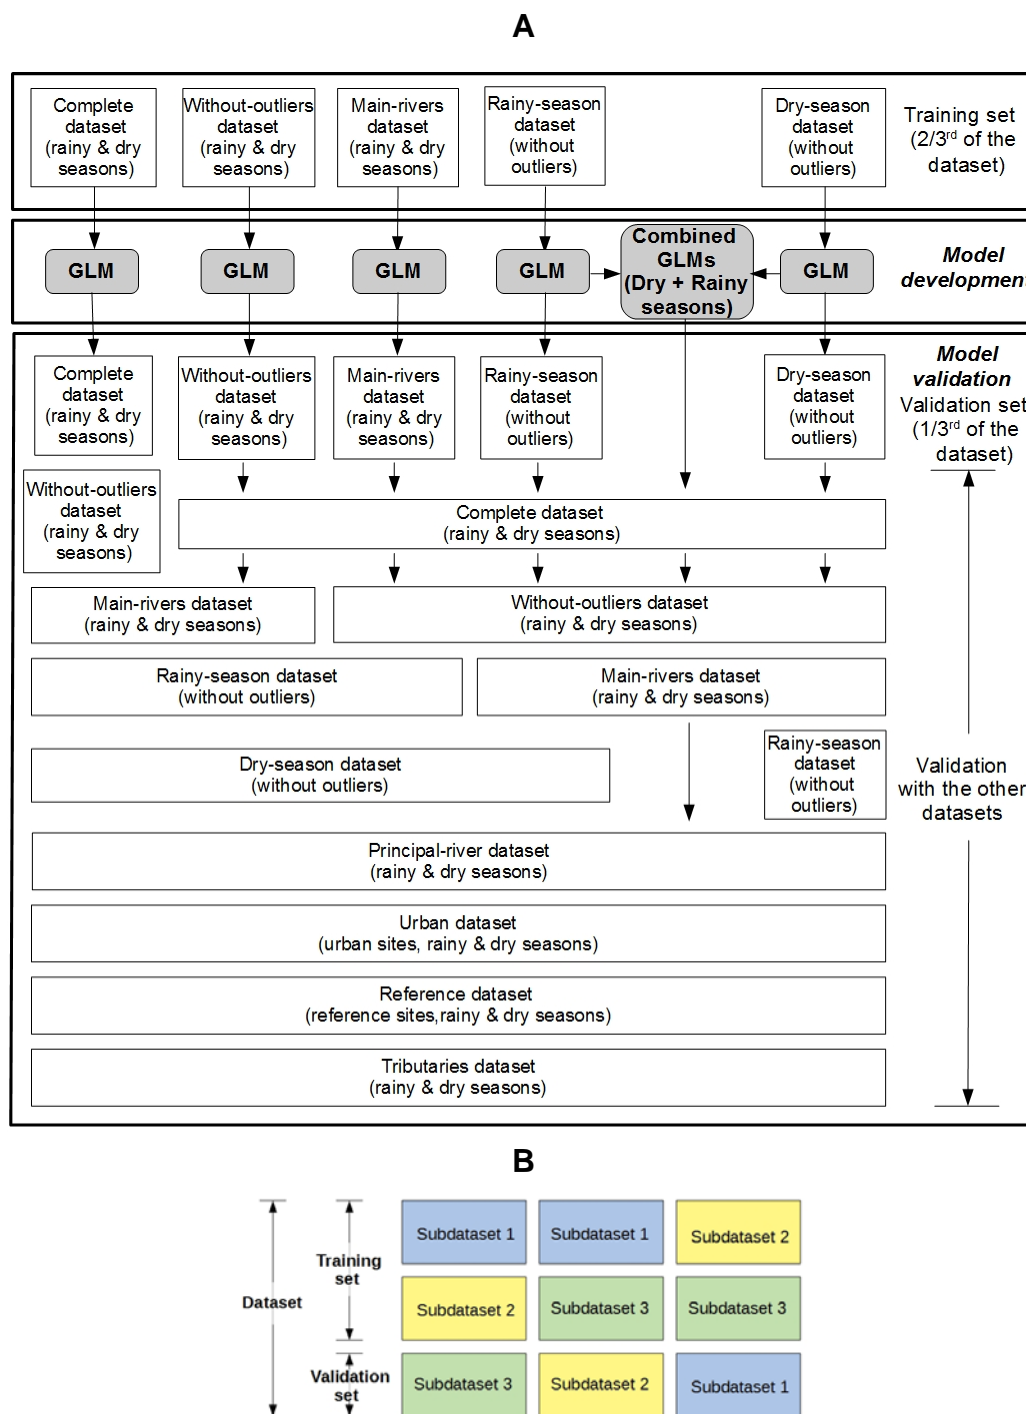 A
Complete
dataset
(rainy & dry
seasons)
Without-outliers
dataset
(rainy & dry
seasons)
Main-rivers
dataset
(rainy & dry
seasons)
Rainy-season
dataset
(without
outliers)
Dry-season
dataset
(without
outliers)
Training set
(2/3rd of the
dataset)
GLM
GLM
GLM
GLM
Combined
GLMs
(Dry + Rainy
seasons)
GLM
Model
development
Complete
dataset
(rainy & dry
seasons)
Without-outliers
dataset
(rainy & dry
seasons)
Main-rivers
dataset
(rainy & dry
seasons)
Rainy-season
dataset
(without
outliers)
Dry-season
dataset
(without
outliers)
Model
validation
Validation set
(1/3rd of the
dataset)
Without-outliers
dataset
(rainy & dry
seasons)
Complete dataset
(rainy & dry seasons)
Main-rivers dataset
(rainy & dry seasons)
Without-outliers dataset
(rainy & dry seasons)
Rainy-season dataset
(without outliers)
Main-rivers dataset
(rainy & dry seasons)
Dry-season dataset
(without outliers)
Rainy-season
dataset
(without
outliers)
Validation
with the other
datasets
Principal-river dataset
(rainy & dry seasons)
Urban dataset
(urban sites, rainy & dry seasons)
Reference dataset
(reference sites,rainy & dry seasons)
Tributaries dataset
(rainy & dry seasons)
B
Dataset
Training
set
Subdataset 1
Subdataset 1
Subdataset 2
Subdataset 2
Subdataset 3
Subdataset 3
Validation
set
Subdataset 3
Subdataset 2
Subdataset 1